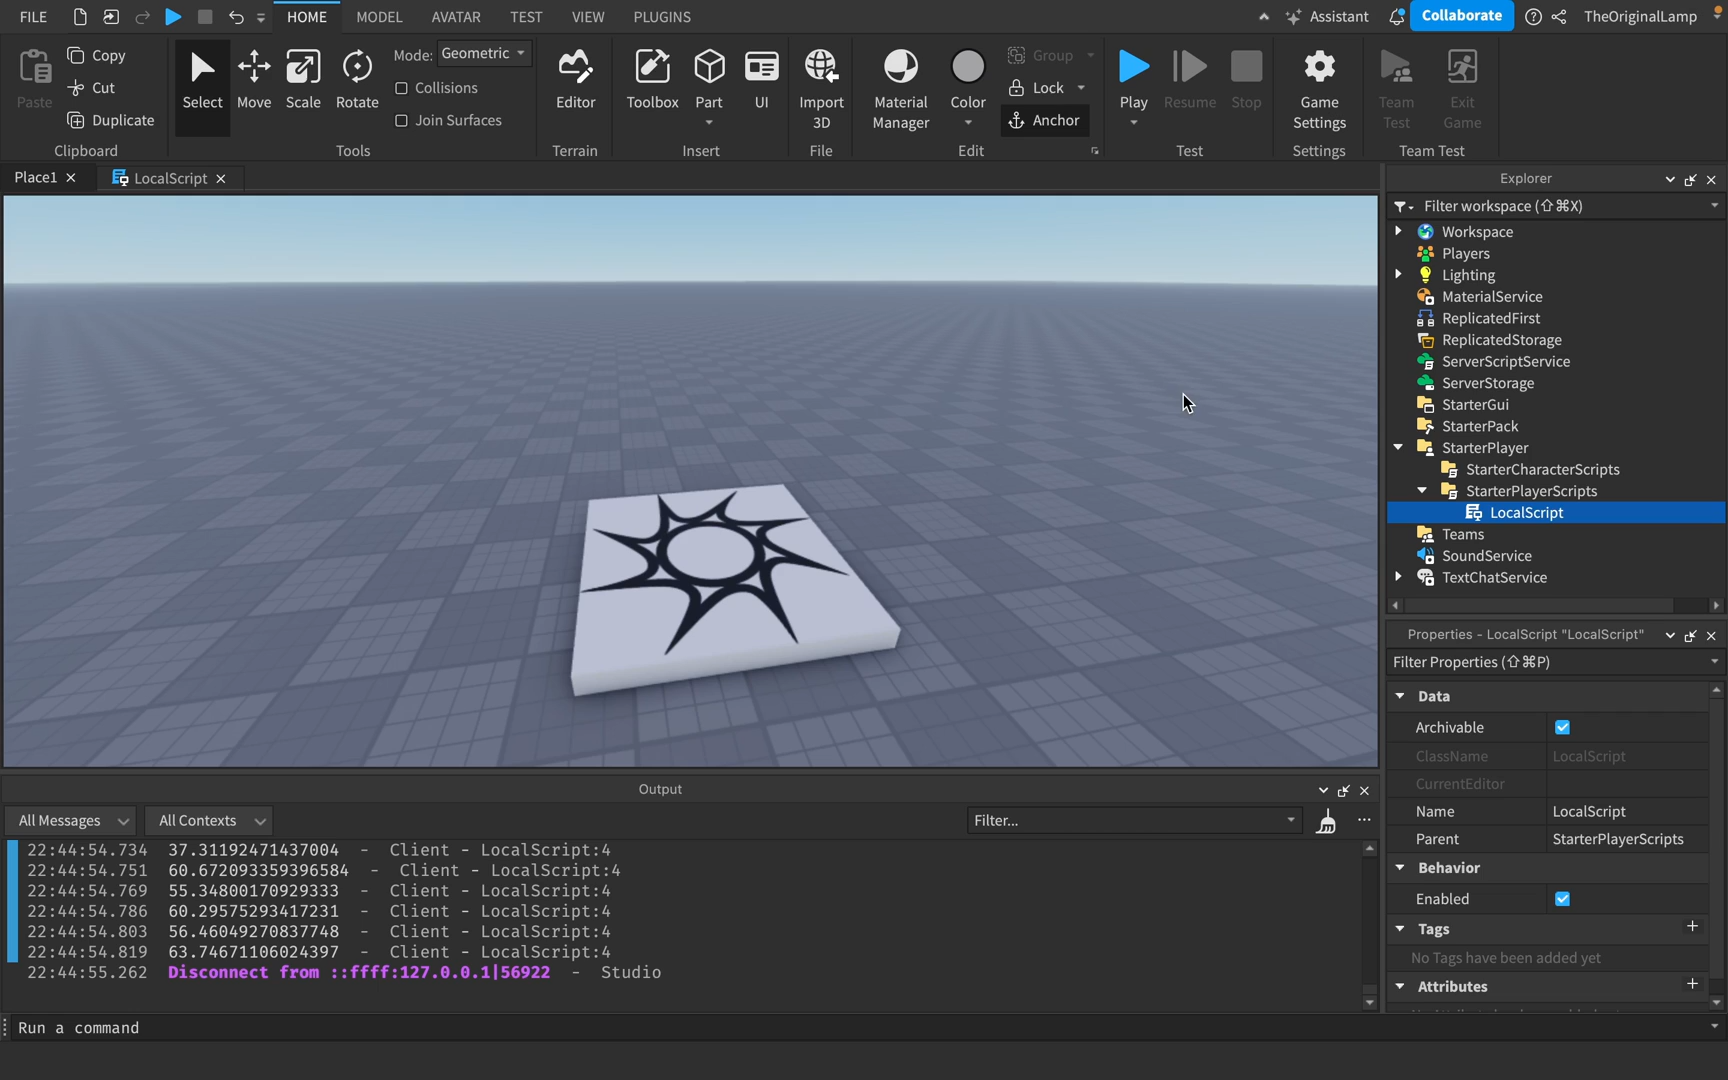 FILE HOME MODEL AVATAR TEST VIEW PLUGINS Assistant Collaborate TheOriginalLamp
Paste Copy Cut Duplicate
Clipboard
Select Move Scale Rotate Mode: Geometric
Collisions
Join Surfaces
Tools
Editor
Terrain
Toolbox Part UI
Insert
Import
3D
File
Material
Manager
Color
Group
Lock
Anchor
Edit
Play Resume Stop
Test
Game
Settings
Settings
Team
Test
Exit
Game
Team Test
Place1 LocalScript
Explorer
Filter workspace (⇧⌘X)
Workspace
Players
Lighting
MaterialService
ReplicatedFirst
ReplicatedStorage
ServerScriptService
ServerStorage
StarterGui
StarterPack
StarterPlayer
StarterCharacterScripts
StarterPlayerScripts
LocalScript
Teams
SoundService
TextChatService
Properties - LocalScript "LocalScript"
Filter Properties (⇧⌘P)
Data
Archivable
ClassName LocalScript
CurrentEditor
Name LocalScript
Parent StarterPlayerScripts
Behavior
Enabled
Tags
No Tags have been added yet
Attributes
Output
All Messages All Contexts Filter...
22:44:54.734 37.31192471437004 - Client - LocalScript:4
22:44:54.751 60.672093359396584 - Client - LocalScript:4
22:44:54.769 55.34800170929333 - Client - LocalScript:4
22:44:54.786 60.29575293417231 - Client - LocalScript:4
22:44:54.803 56.46049270837748 - Client - LocalScript:4
22:44:54.819 63.74671106024397 - Client - LocalScript:4
22:44:55.262 Disconnect from ::ffff:127.0.0.1|56922 - Studio
Run a command